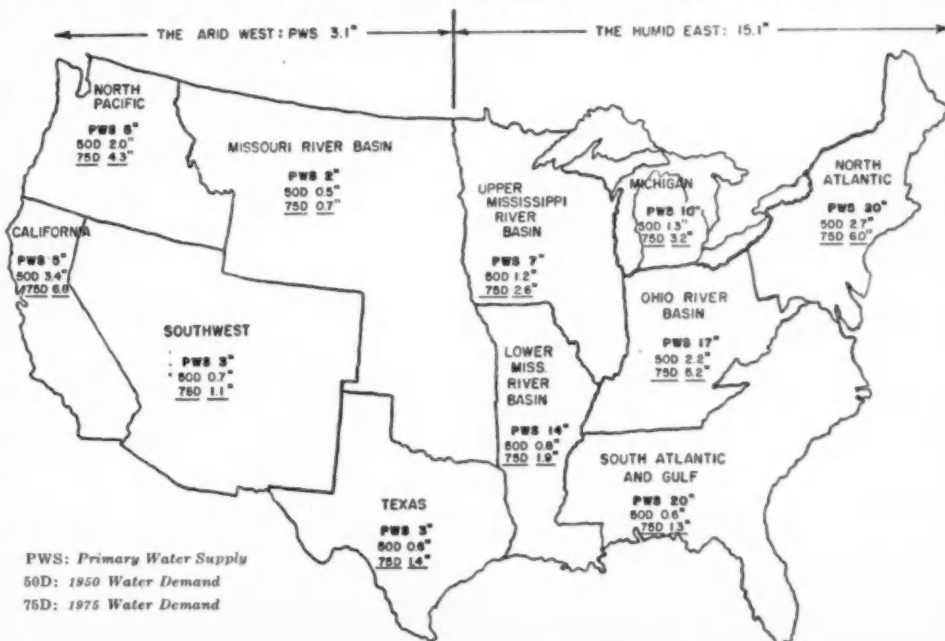 THE ARID WEST: PWS 3.1"
THE HUMID EAST: 15.1"
NORTH
PACIFIC
PWS 5"
50D 2.0"
75D 4.3"
MISSOURI RIVER BASIN
PWS 2"
50D 0.5"
75D 0.7"
UPPER
MISSISSIPPI
RIVER
BASIN
PWS 7"
50D 1.2"
75D 2.6"
MICHIGAN
PWS 10"
50D 1.3"
75D 3.2"
NORTH
ATLANTIC
PWS 20"
50D 2.7"
75D 6.0"
CALIFORNIA
PWS 5"
50D 3.4"
75D 6.8
SOUTHWEST
PWS 3"
50D 0.7"
75D 1.1"
LOWER
MISS.
RIVER
BASIN
PWS 14"
50D 0.8"
75D 1.9"
OHIO RIVER
BASIN
PWS 17"
50D 2.2"
75D 5.2"
TEXAS
PWS 3"
50D 0.6"
75D 1.4"
SOUTH ATLANTIC
AND GULF
PWS 20"
50D 0.6"
75D 1.3"
PWS: Primary Water Supply
50D: 1950 Water Demand
75D: 1975 Water Demand